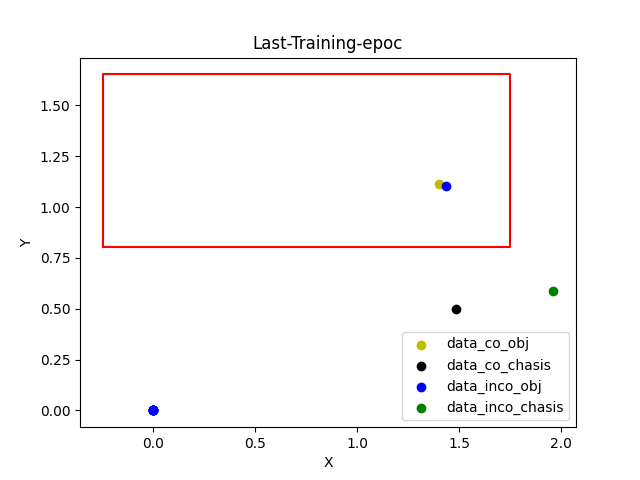 Last-Training-epoc
1.50
1.25
1.00
0.75
0.50
0.25
0.00
Y
data_co_obj
data_co_chasis
data_inco_obj
data_inco_chasis
0.0 0.5 1.0 1.5 2.0
X